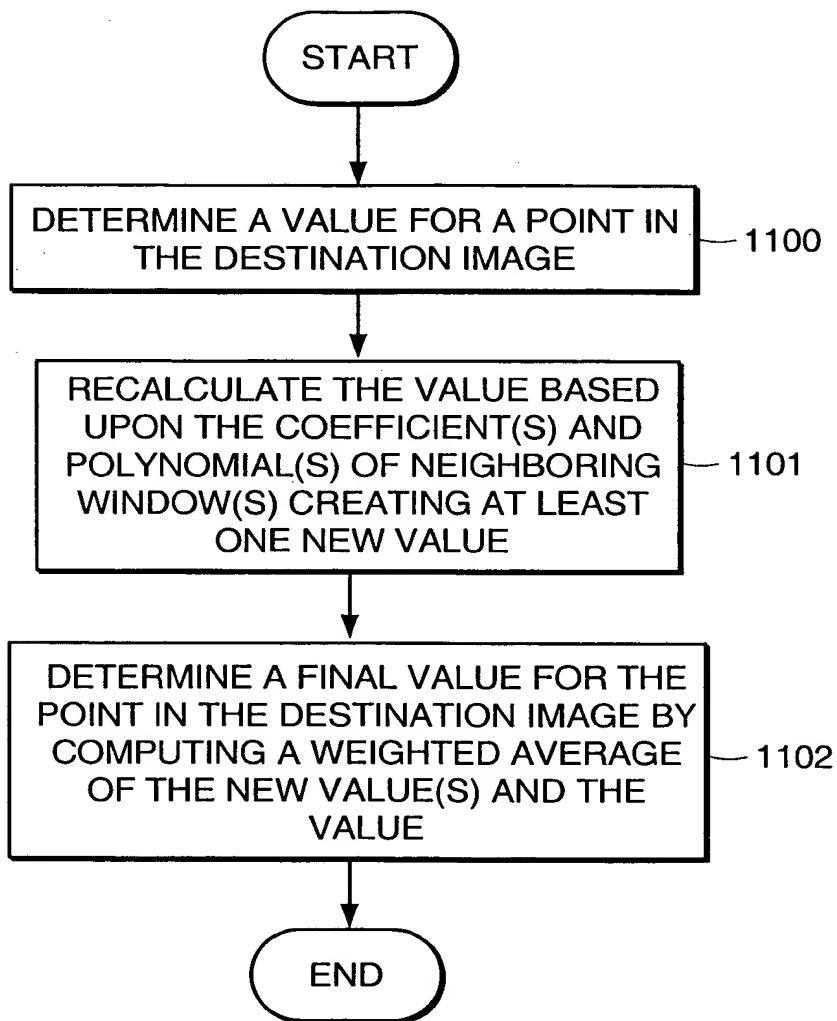 START
DETERMINE A VALUE FOR A POINT IN
THE DESTINATION IMAGE
1100
RECALCULATE THE VALUE BASED
UPON THE COEFFICIENT(S) AND
POLYNOMIAL(S) OF NEIGHBORING
WINDOW(S) CREATING AT LEAST
ONE NEW VALUE
1101
DETERMINE A FINAL VALUE FOR THE
POINT IN THE DESTINATION IMAGE BY
COMPUTING A WEIGHTED AVERAGE
OF THE NEW VALUE(S) AND THE
VALUE
1102
END